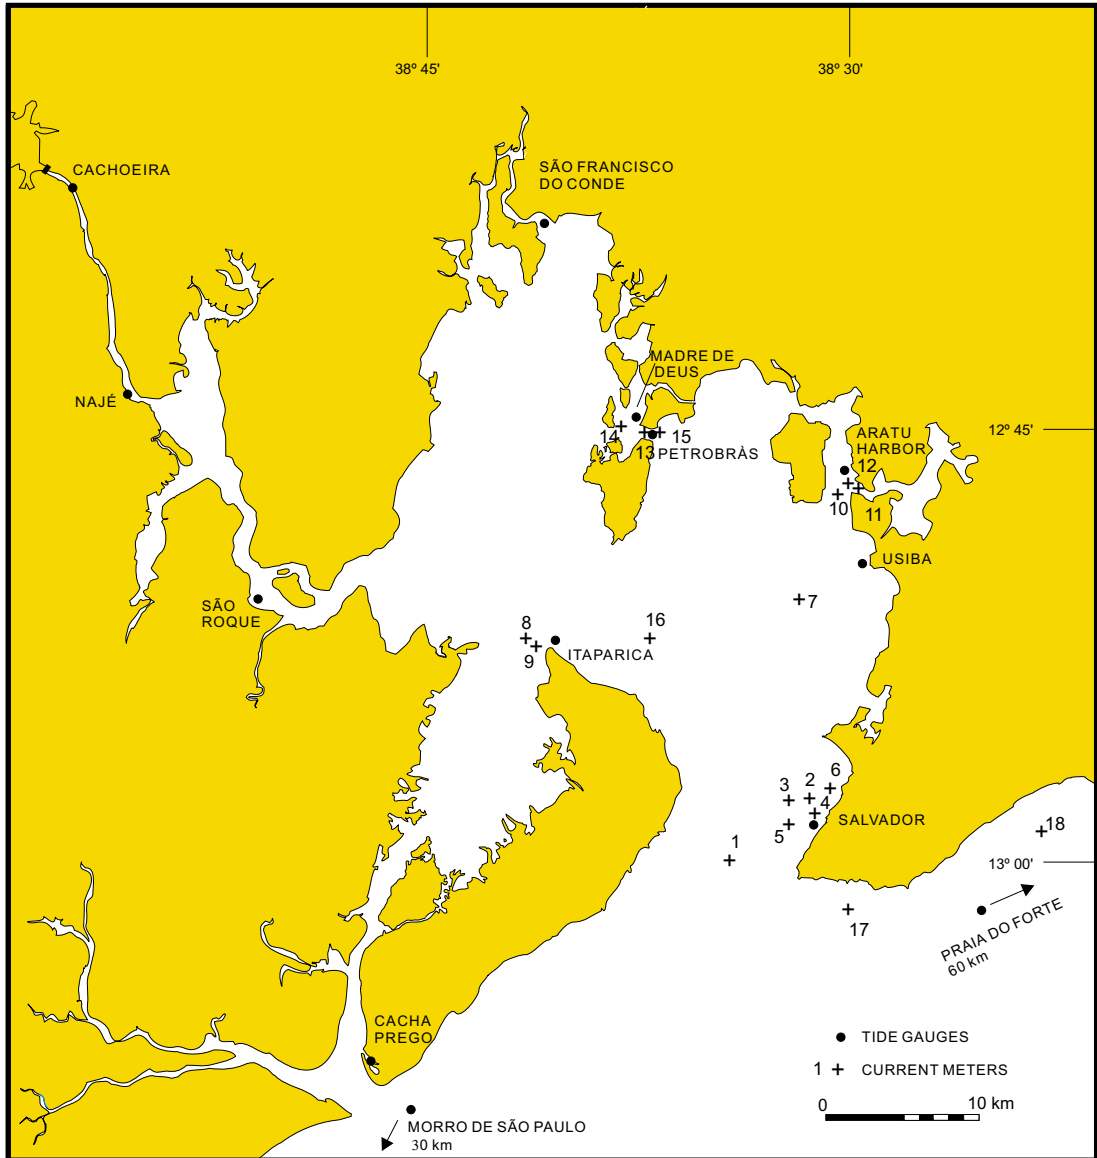 38º 45'
38º 30'
CACHOEIRA
SÃO FRANCISCO
DO CONDE
MADRE DE
DEUS
NAJÉ
14
13
15
PETROBRÀS
ARATU
HARBOR
12 45'
12
10
11
USIBA
SÃO
ROQUE
7
8
9
ITAPARICA
16
3
2
6
4
5
SALVADOR
1
18
13º 00'
17
PRAIA DO FORTE
60 km
CACHA
PREGO
TIDE GAUGES
1 + CURRENT METERS
0
10 km
MORRO DE SÃO PAULO
30 km